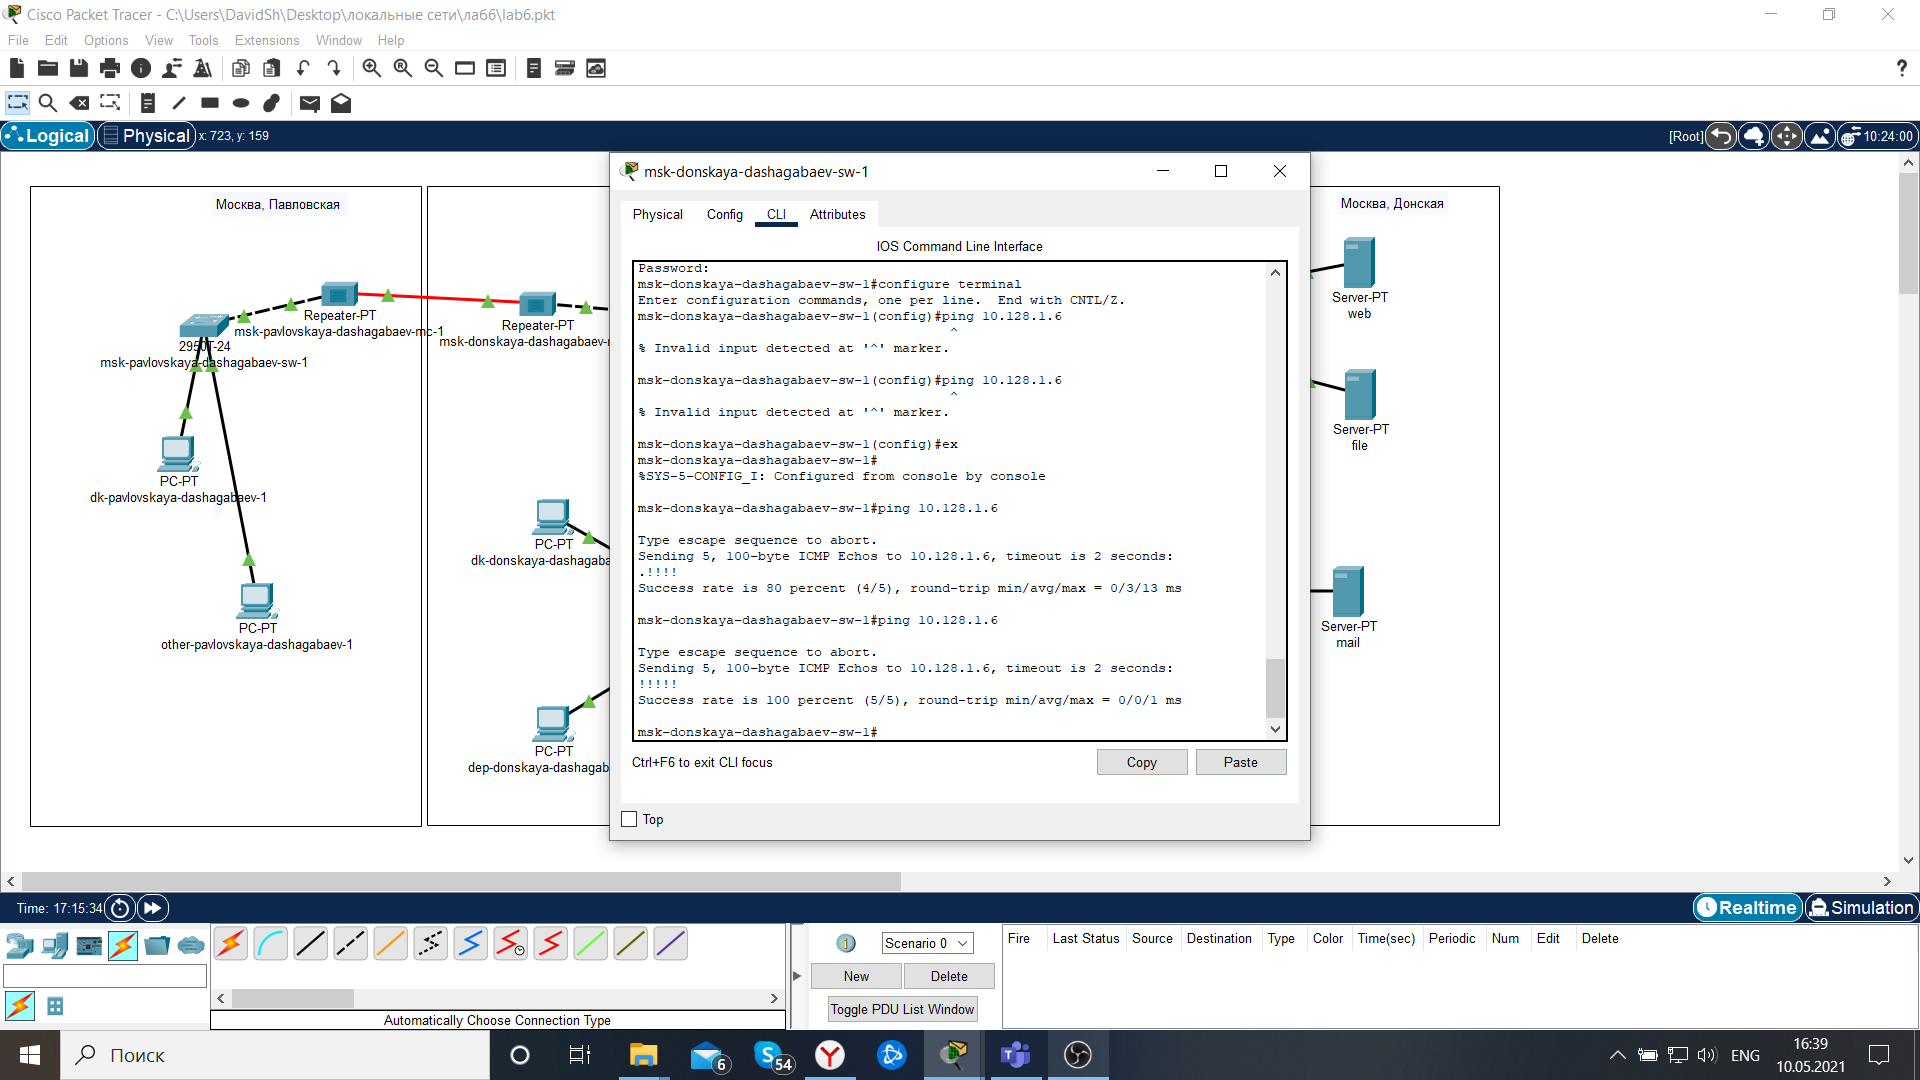 Cisco Packet Tracer - C:\Users\DavidSh\Desktop\локальные сети\ла66\lab6.pkt
File Edit Options View Tools Extensions Window Help
Logical Physical x: 723, y: 159 [Root] 10:24:00
Москва, Павловская
Repeater-PT
msk-pavlovskaya-dashagabaev-mc-1
2950T-24
msk-pavlovskaya-dashagabaev-sw-1
PC-PT
dk-pavlovskaya-dashagabaev-1
PC-PT
other-pavlovskaya-dashagabaev-1
Repeater-PT
msk-donskaya-dashagabaev-
PC-PT
dk-donskaya-dashagaba
PC-PT
dep-donskaya-dashagab
msk-donskaya-dashagabaev-sw-1
Physical Config CLI Attributes
IOS Command Line Interface
Password:
msk-donskaya-dashagabaev-sw-1#configure terminal
Enter configuration commands, one per line.  End with CNTL/Z.
msk-donskaya-dashagabaev-sw-1(config)#ping 10.128.1.6
^
% Invalid input detected at '^' marker.
msk-donskaya-dashagabaev-sw-1(config)#ping 10.128.1.6
^
% Invalid input detected at '^' marker.
msk-donskaya-dashagabaev-sw-1(config)#ex
msk-donskaya-dashagabaev-sw-1#
%SYS-5-CONFIG_I: Configured from console by console
msk-donskaya-dashagabaev-sw-1#ping 10.128.1.6
Type escape sequence to abort.
Sending 5, 100-byte ICMP Echos to 10.128.1.6, timeout is 2 seconds:
.!!!!
Success rate is 80 percent (4/5), round-trip min/avg/max = 0/3/13 ms
msk-donskaya-dashagabaev-sw-1#ping 10.128.1.6
Type escape sequence to abort.
Sending 5, 100-byte ICMP Echos to 10.128.1.6, timeout is 2 seconds:
!!!!!
Success rate is 100 percent (5/5), round-trip min/avg/max = 0/0/1 ms
msk-donskaya-dashagabaev-sw-1#
Ctrl+F6 to exit CLI focus
Copy Paste
Top
Москва, Донская
Server-PT
web
Server-PT
file
Server-PT
mail
Time: 17:15:34
Realtime Simulation
Scenario 0
New Delete
Toggle PDU List Window
Fire Last Status Source Destination Type Color Time(sec) Periodic Num Edit Delete
Automatically Choose Connection Type
Поиск
6
54
ENG
16:39
10.05.2021